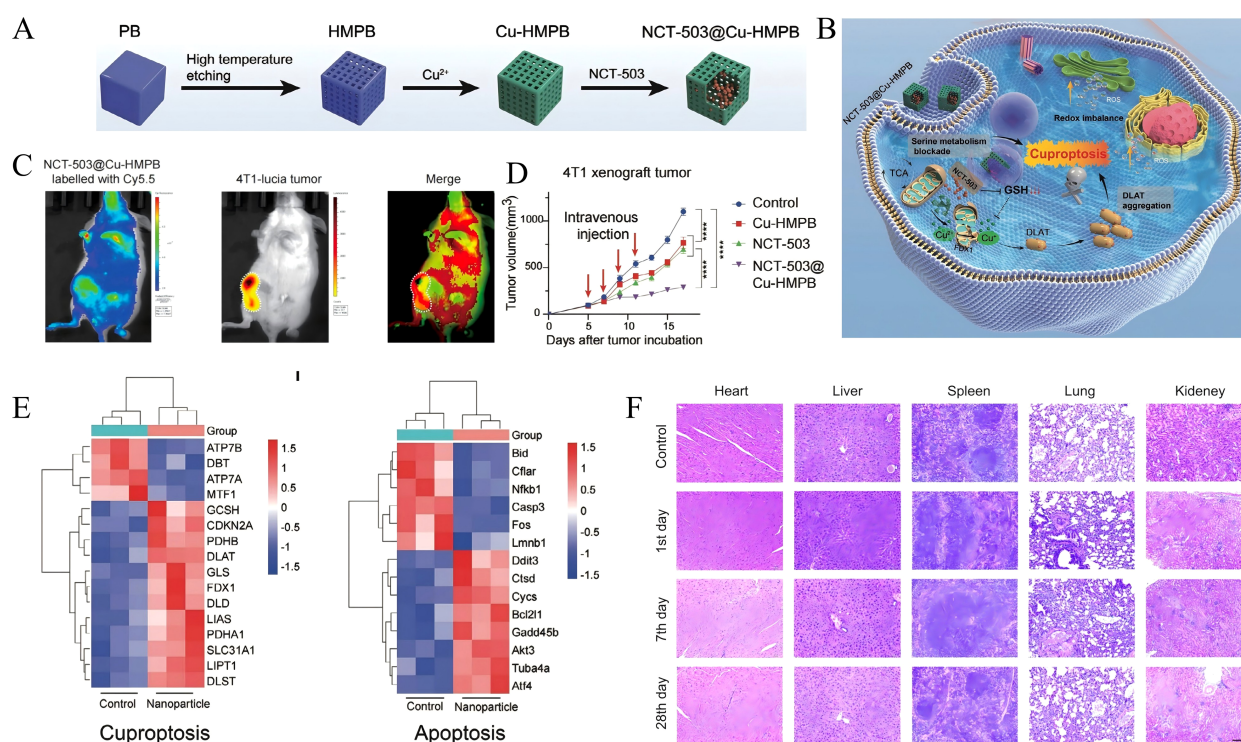 A
PB
HMPB
Cu-HMPB
NCT-503@Cu-HMPB
High temperature
etching
Cu²⁺
NCT-503
B
NCT-503@Cu-HMPB
ROS
Redox imbalance
Serine metabolism
blockade
Cuproptosis
ROS
TCA
NCT-503
GSH
DLAT
aggregation
FDX1
DLAT
C
NCT-503@Cu-HMPB
labelled with Cy5.5
4T1-lucia tumor
Merge
D
4T1 xenograft tumor
Tumor volume(mm³)
1000
500
0
0
5
10
15
Days after tumor incubation
Intravenous
injection
Control
Cu-HMPB
NCT-503
NCT-503@
Cu-HMPB
****
****
****
E
Group
ATP7B
DBT
ATP7A
MTF1
GCSH
CDKN2A
PDHB
DLAT
GLS
FDX1
DLD
LIAS
PDHA1
SLC31A1
LIPT1
DLST
1.5
1
0.5
0
-0.5
-1
-1.5
Control
Nanoparticle
Cuproptosis
Group
Bid
Cflar
Nfkb1
Casp3
Fos
Lmnb1
Ddit3
Ctsd
Cycs
Bcl2l1
Gadd45b
Akt3
Tuba4a
Atf4
1.5
1
0.5
0
-0.5
-1
-1.5
Control
Nanoparticle
Apoptosis
F
Heart
Liver
Spleen
Lung
Kideney
Control
1st day
7th day
28th day